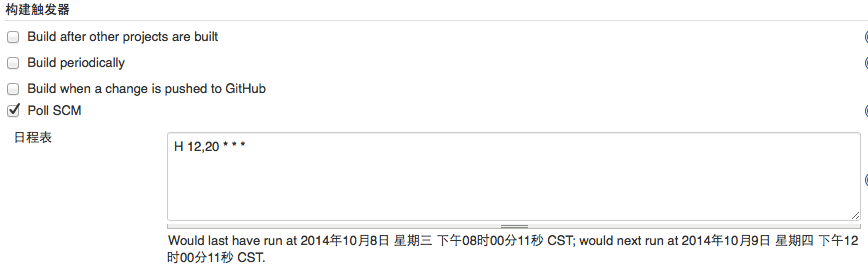 构建触发器
Build after other projects are built
Build periodically
Build when a change is pushed to GitHub
Poll SCM
日程表
H 12,20 * * *
Would last have run at 2014年10月8日 星期三 下午08时00分11秒 CST; would next run at 2014年10月9日 星期四 下午12
时00分11秒 CST.